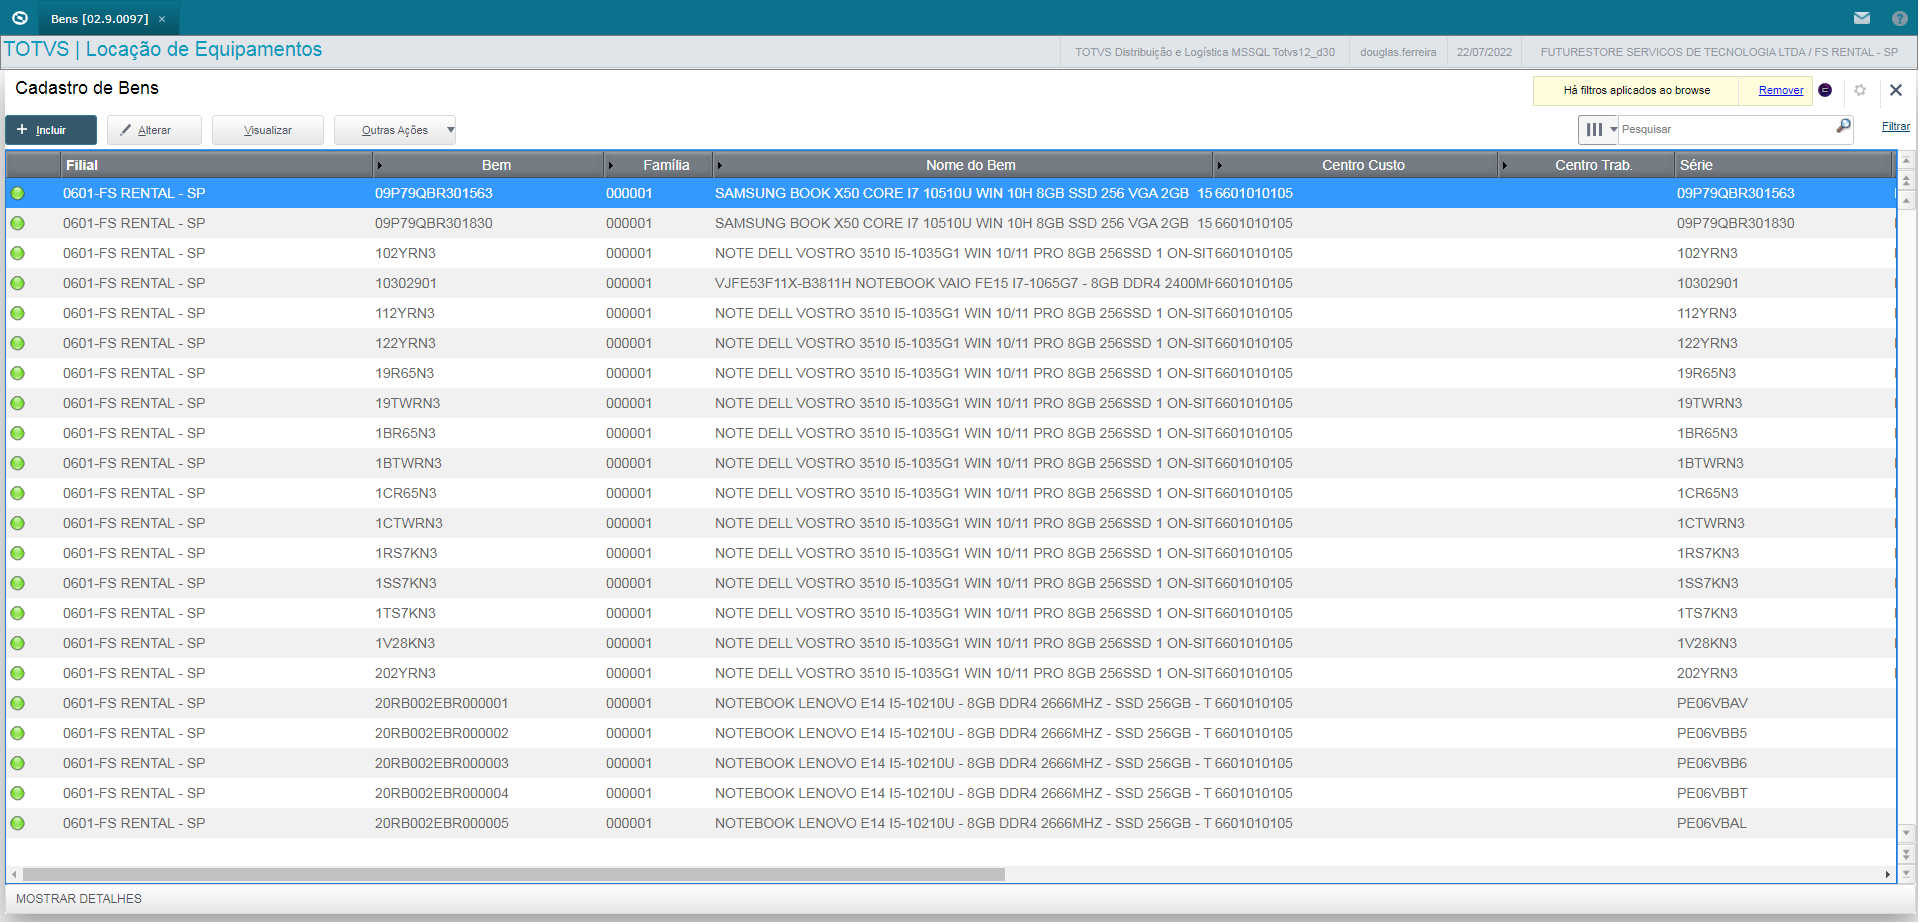 Bens [02.9.0097] ×
TOTVS | Locação de Equipamentos TOTVS Distribuição e Logística MSSQL Totvs12_d30 douglas.ferreira 22/07/2022 FUTURESTORE SERVICOS DE TECNOLOGIA LTDA / FS RENTAL - SP
Cadastro de Bens Há filtros aplicados ao browse Remover
+ Incluir Alterar Visualizar Outras Ações Pesquisar Filtrar
Filial Bem Família Nome do Bem Centro Custo Centro Trab. Série
0601-FS RENTAL - SP 09P79QBR301563 000001 SAMSUNG BOOK X50 CORE I7 10510U WIN 10H 8GB SSD 256 VGA 2GB 15 6601010105 09P79QBR301563
0601-FS RENTAL - SP 09P79QBR301830 000001 SAMSUNG BOOK X50 CORE I7 10510U WIN 10H 8GB SSD 256 VGA 2GB 15 6601010105 09P79QBR301830
0601-FS RENTAL - SP 102YRN3 000001 NOTE DELL VOSTRO 3510 I5-1035G1 WIN 10/11 PRO 8GB 256SSD 1 ON-SIT 6601010105 102YRN3
0601-FS RENTAL - SP 10302901 000001 VJFE53F11X-B3811H NOTEBOOK VAIO FE15 I7-1065G7 - 8GB DDR4 2400MH 6601010105 10302901
0601-FS RENTAL - SP 112YRN3 000001 NOTE DELL VOSTRO 3510 I5-1035G1 WIN 10/11 PRO 8GB 256SSD 1 ON-SIT 6601010105 112YRN3
0601-FS RENTAL - SP 122YRN3 000001 NOTE DELL VOSTRO 3510 I5-1035G1 WIN 10/11 PRO 8GB 256SSD 1 ON-SIT 6601010105 122YRN3
0601-FS RENTAL - SP 19R65N3 000001 NOTE DELL VOSTRO 3510 I5-1035G1 WIN 10/11 PRO 8GB 256SSD 1 ON-SIT 6601010105 19R65N3
0601-FS RENTAL - SP 19TWRN3 000001 NOTE DELL VOSTRO 3510 I5-1035G1 WIN 10/11 PRO 8GB 256SSD 1 ON-SIT 6601010105 19TWRN3
0601-FS RENTAL - SP 1BR65N3 000001 NOTE DELL VOSTRO 3510 I5-1035G1 WIN 10/11 PRO 8GB 256SSD 1 ON-SIT 6601010105 1BR65N3
0601-FS RENTAL - SP 1BTWRN3 000001 NOTE DELL VOSTRO 3510 I5-1035G1 WIN 10/11 PRO 8GB 256SSD 1 ON-SIT 6601010105 1BTWRN3
0601-FS RENTAL - SP 1CR65N3 000001 NOTE DELL VOSTRO 3510 I5-1035G1 WIN 10/11 PRO 8GB 256SSD 1 ON-SIT 6601010105 1CR65N3
0601-FS RENTAL - SP 1CTWRN3 000001 NOTE DELL VOSTRO 3510 I5-1035G1 WIN 10/11 PRO 8GB 256SSD 1 ON-SIT 6601010105 1CTWRN3
0601-FS RENTAL - SP 1RS7KN3 000001 NOTE DELL VOSTRO 3510 I5-1035G1 WIN 10/11 PRO 8GB 256SSD 1 ON-SIT 6601010105 1RS7KN3
0601-FS RENTAL - SP 1SS7KN3 000001 NOTE DELL VOSTRO 3510 I5-1035G1 WIN 10/11 PRO 8GB 256SSD 1 ON-SIT 6601010105 1SS7KN3
0601-FS RENTAL - SP 1TS7KN3 000001 NOTE DELL VOSTRO 3510 I5-1035G1 WIN 10/11 PRO 8GB 256SSD 1 ON-SIT 6601010105 1TS7KN3
0601-FS RENTAL - SP 1V28KN3 000001 NOTE DELL VOSTRO 3510 I5-1035G1 WIN 10/11 PRO 8GB 256SSD 1 ON-SIT 6601010105 1V28KN3
0601-FS RENTAL - SP 202YRN3 000001 NOTE DELL VOSTRO 3510 I5-1035G1 WIN 10/11 PRO 8GB 256SSD 1 ON-SIT 6601010105 202YRN3
0601-FS RENTAL - SP 20RB002EBR000001 000001 NOTEBOOK LENOVO E14 I5-10210U - 8GB DDR4 2666MHZ - SSD 256GB - T 6601010105 PE06VBAV
0601-FS RENTAL - SP 20RB002EBR000002 000001 NOTEBOOK LENOVO E14 I5-10210U - 8GB DDR4 2666MHZ - SSD 256GB - T 6601010105 PE06VBB5
0601-FS RENTAL - SP 20RB002EBR000003 000001 NOTEBOOK LENOVO E14 I5-10210U - 8GB DDR4 2666MHZ - SSD 256GB - T 6601010105 PE06VBB6
0601-FS RENTAL - SP 20RB002EBR000004 000001 NOTEBOOK LENOVO E14 I5-10210U - 8GB DDR4 2666MHZ - SSD 256GB - T 6601010105 PE06VBBT
0601-FS RENTAL - SP 20RB002EBR000005 000001 NOTEBOOK LENOVO E14 I5-10210U - 8GB DDR4 2666MHZ - SSD 256GB - T 6601010105 PE06VBAL
MOSTRAR DETALHES